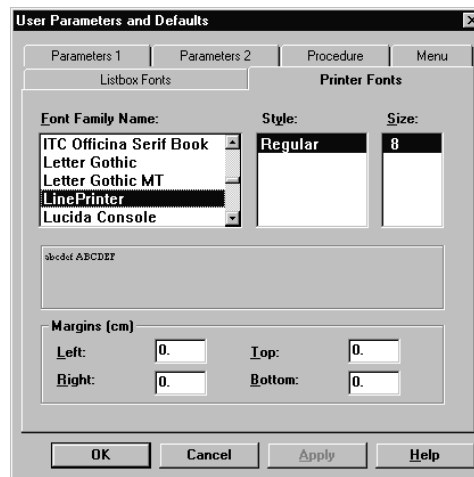 User Parameters and Defaults
Parameters 1 Parameters 2 Procedure Menu
Listbox Fonts Printer Fonts
Font Family Name: Style: Size:
ITC Officina Serif Book Regular 8
Letter Gothic
Letter Gothic MT
LinePrinter
Lucida Console
abcdef ABCDEF
Margins (cm)
Left: 0. Top: 0.
Right: 0. Bottom: 0.
OK Cancel Apply Help